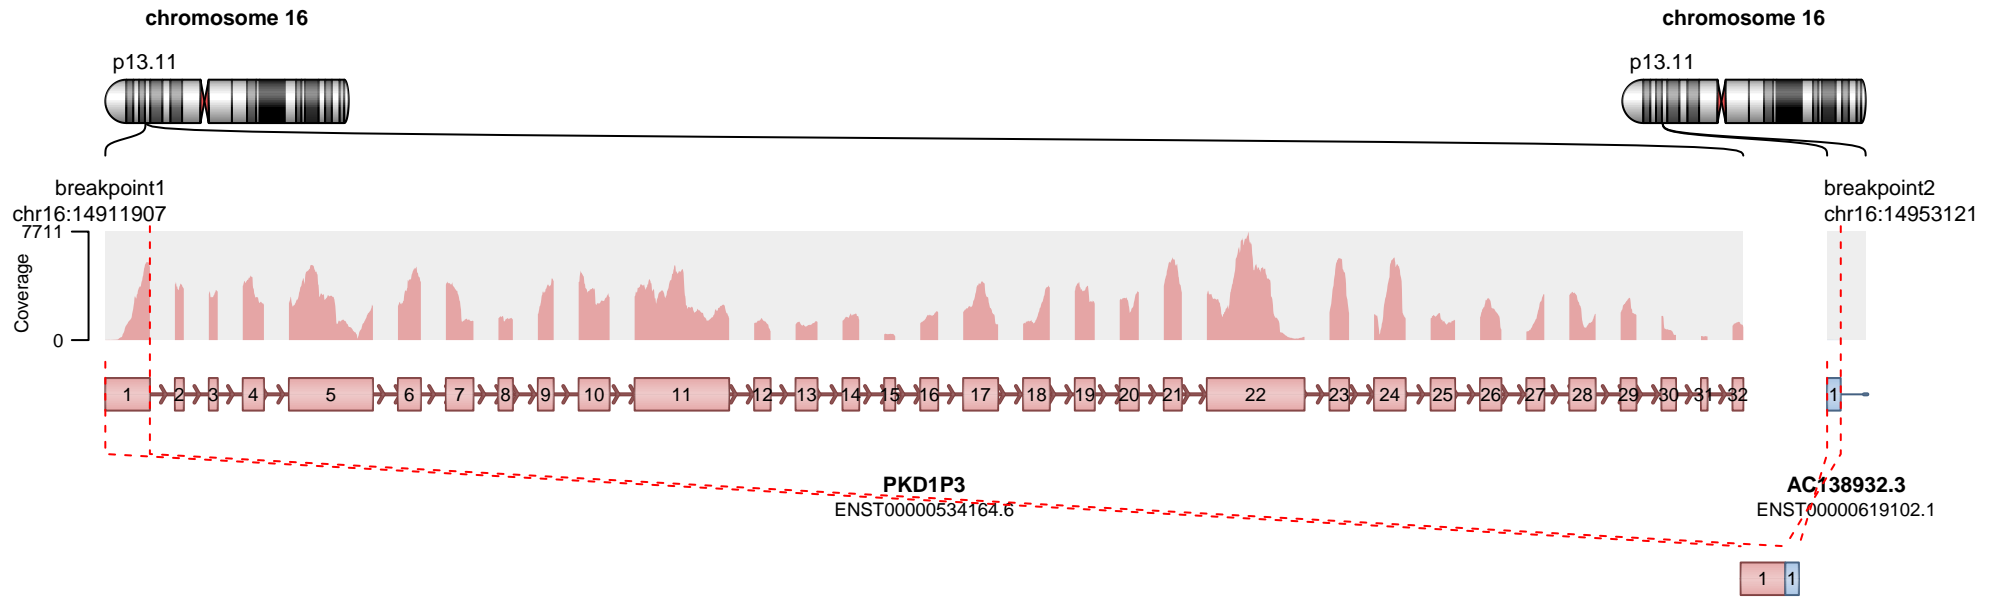 chromosome 16
chromosome 16
p13.11
p13.11
breakpoint1
chr16:14911907
breakpoint2
chr16:14953121
7711
Coverage
0
1 2 3 4 5 6 7 8 9 10 11 12 13 14 15 16 17 18 19 20 21 22 23 24 25 26 27 28 29 30 31 32 1
PKD1P3
ENST00000534164.6
AC138932.3
ENST00000619102.1
1 1